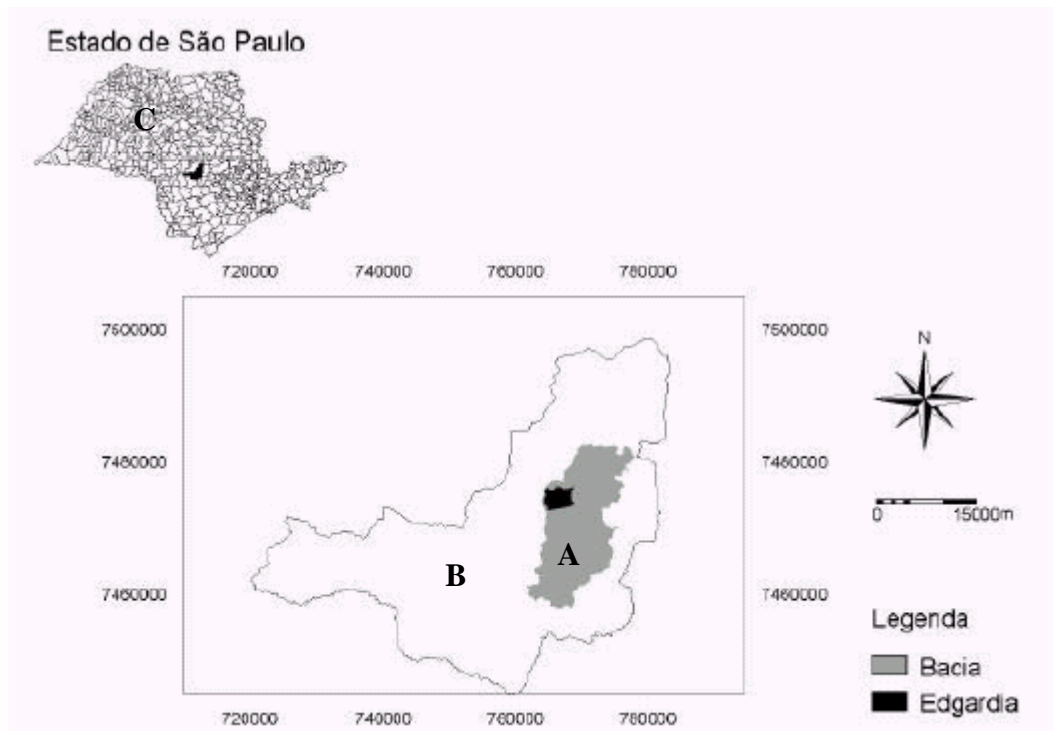 Estado de São Paulo
C
720000 740000 760000 780000
7500000 7500000
N
7480000 7480000
0 15000m
A
B
7460000 7460000
Legenda
Bacia
Edgardia
720000 740000 760000 780000